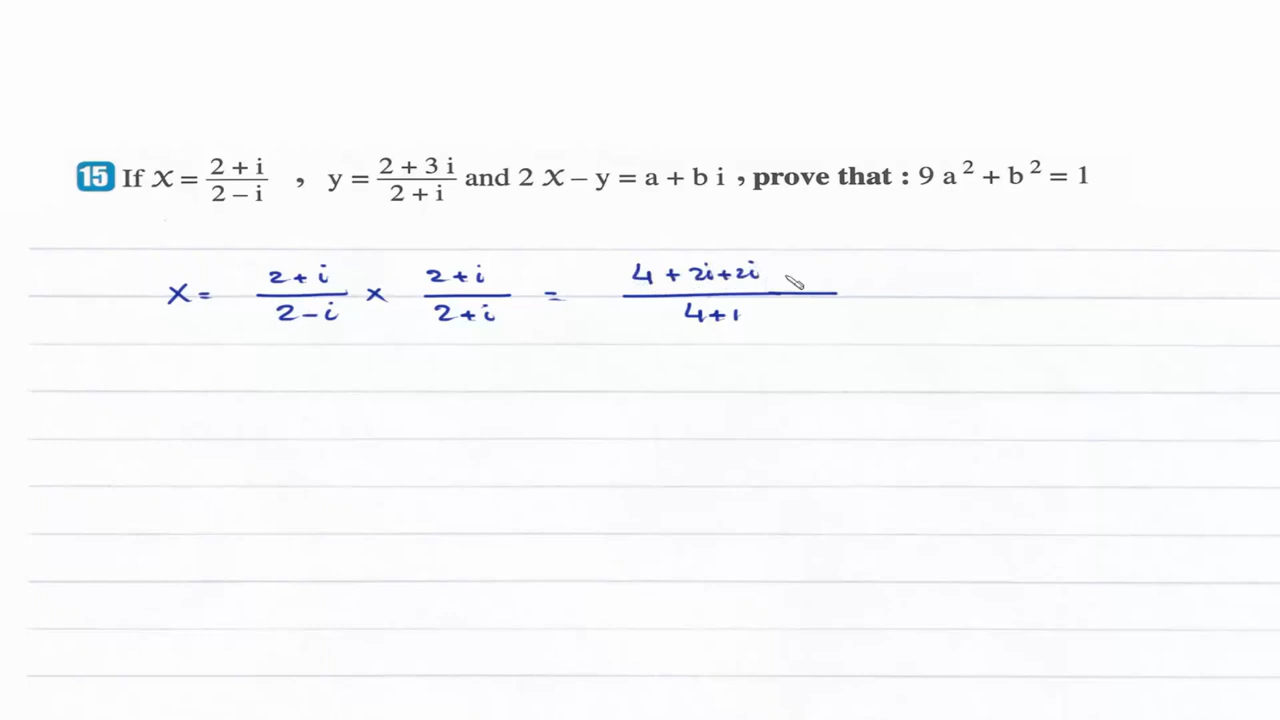 15 If x = (2 + i)/(2 – i) , y = (2 + 3 i)/(2 + i) and 2 x – y = a + b i , prove that : 9 a² + b² = 1
x = (2 + i)/(2 – i) × (2 + i)/(2 + i) = (4 + 2i + 2i)/(4 + 1)